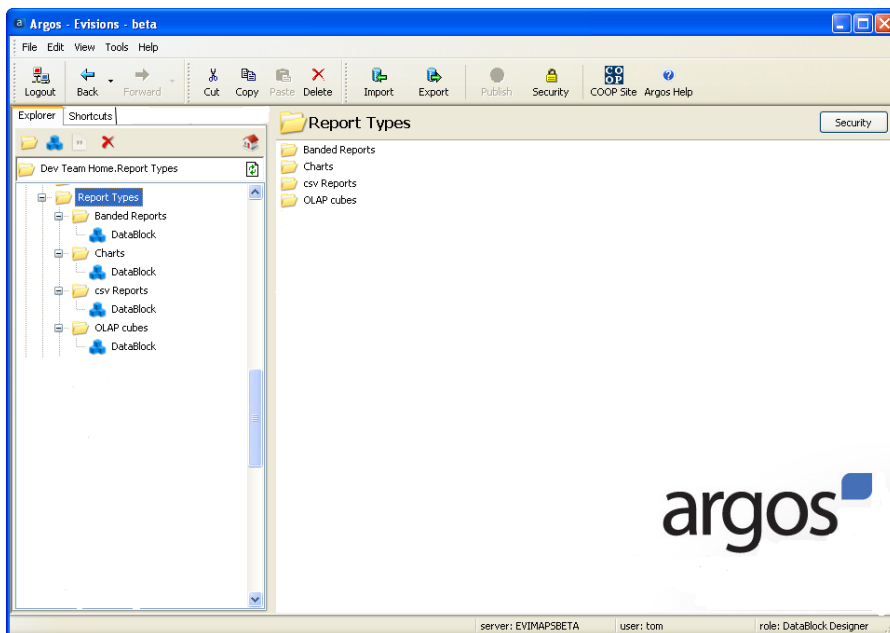 Argos - Evisions - beta
File Edit View Tools Help
Logout Back Forward Cut Copy Paste Delete Import Export Publish Security COOP Site Argos Help
CO
OP
Explorer Shortcuts
Report Types
Security
Dev Team Home.Report Types
Report Types
Banded Reports
DataBlock
Charts
DataBlock
csv Reports
DataBlock
OLAP cubes
DataBlock
Banded Reports
Charts
csv Reports
OLAP cubes
argos
server: EVIMAPSBETA user: tom role: DataBlock Designer